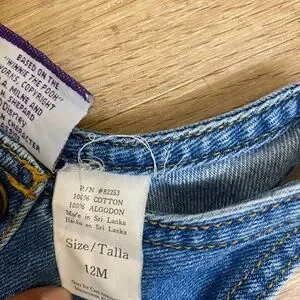 BASED ON THE
"WINNIE THE POOH"
WORKS, COPYRIGHT
A. MILNE AND
SHEPARD
DISNEY
CHARACTER
R/N #82253
100% COTTON
100% ALGODON
Made in Sri Lanka
Hecho en Sri Lanka
Size/Talla
12M